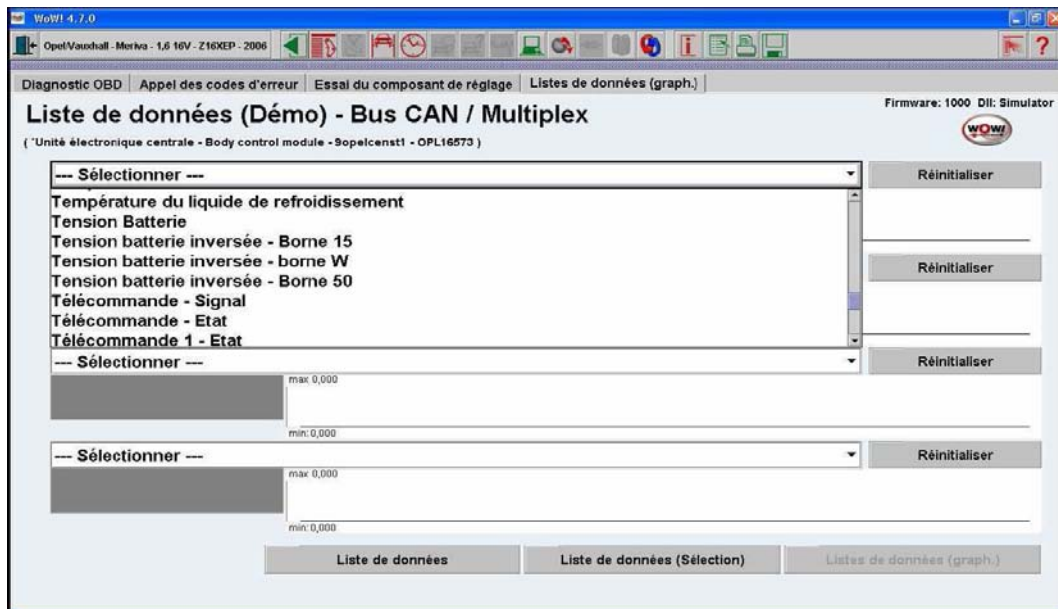 WoW! 4.7.0
Opel/Vauxhall - Meriva - 1,6 16V - Z16XEP - 2006
Diagnostic OBD
Appel des codes d'erreur
Essai du composant de réglage
Listes de données (graph.)
Liste de données (Démo) - Bus CAN / Multiplex
Firmware: 1000 Dll: Simulator
WOW!
( *Unité électronique centrale - Body control module - 9opelcenst1 - OPL16573 )
--- Sélectionner ---
Réinitialiser
Température du liquide de refroidissement
Tension Batterie
Tension batterie inversée - Borne 15
Tension batterie inversée - borne W
Tension batterie inversée - Borne 50
Réinitialiser
Télécommande - Signal
Télécommande - Etat
Télécommande 1 - Etat
--- Sélectionner ---
Réinitialiser
max 0,000
min: 0,000
--- Sélectionner ---
Réinitialiser
max 0,000
min: 0,000
Liste de données
Liste de données (Sélection)
Listes de données (graph.)